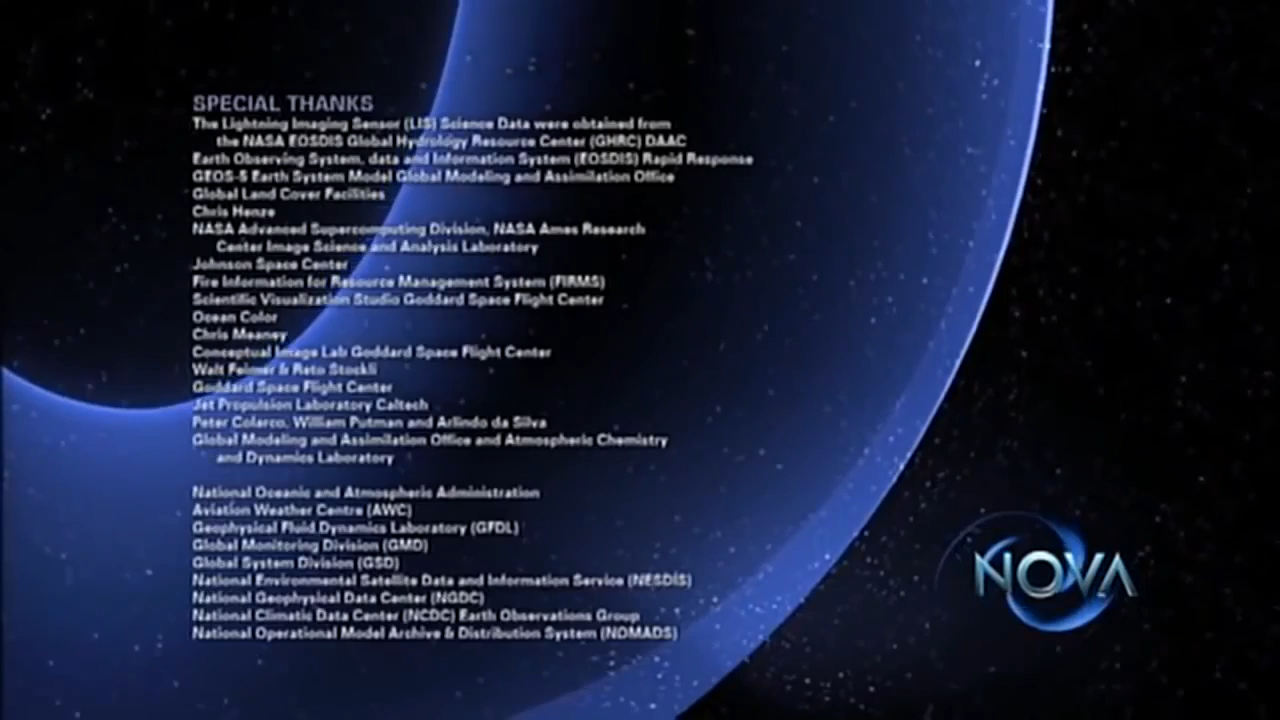 SPECIAL THANKS
The Lightning Imaging Sensor (LIS) Science Data were obtained from
the NASA EOSDIS Global Hydrology Resource Center (GHRC) DAAC
Earth Observing System, data and Information System (EOSDIS) Rapid Response
GEOS-5 Earth System Model Global Modeling and Assimilation Office
Global Land Cover Facilities
Chris Henze
NASA Advanced Supercomputing Division, NASA Ames Research
Center Image Science and Analysis Laboratory
Johnson Space Center
Fire Information for Resource Management System (FIRMS)
Scientific Visualization Studio Goddard Space Flight Center
Ocean Color
Chris Meaney
Conceptual Image Lab Goddard Space Flight Center
Walt Feimer & Reto Stockli
Goddard Space Flight Center
Jet Propulsion Laboratory Caltech
Peter Colarco, William Putman and Arlindo da Silva
Global Modeling and Assimilation Office and Atmospheric Chemistry
and Dynamics Laboratory
National Oceanic and Atmospheric Administration
Aviation Weather Centre (AWC)
Geophysical Fluid Dynamics Laboratory (GFDL)
Global Monitoring Division (GMD)
Global System Division (GSD)
National Environmental Satellite Data and Information Service (NESDIS)
National Geophysical Data Center (NGDC)
National Climatic Data Center (NCDC) Earth Observations Group
National Operational Model Archive & Distribution System (NOMADS)
NOVA